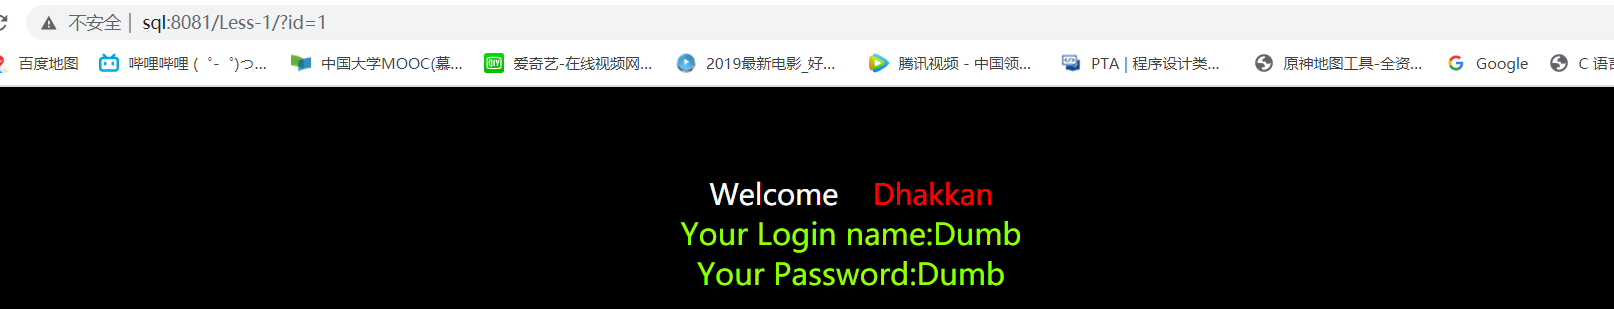 不安全 | sql:8081/Less-1/?id=1
百度地图 哔哩哔哩 ( ゜- ゜)つ... 中国大学MOOC(慕... 爱奇艺-在线视频网... 2019最新电影_好... 腾讯视频 - 中国领... PTA | 程序设计类... 原神地图工具-全资... Google C 语言
Welcome Dhakkan
Your Login name:Dumb
Your Password:Dumb